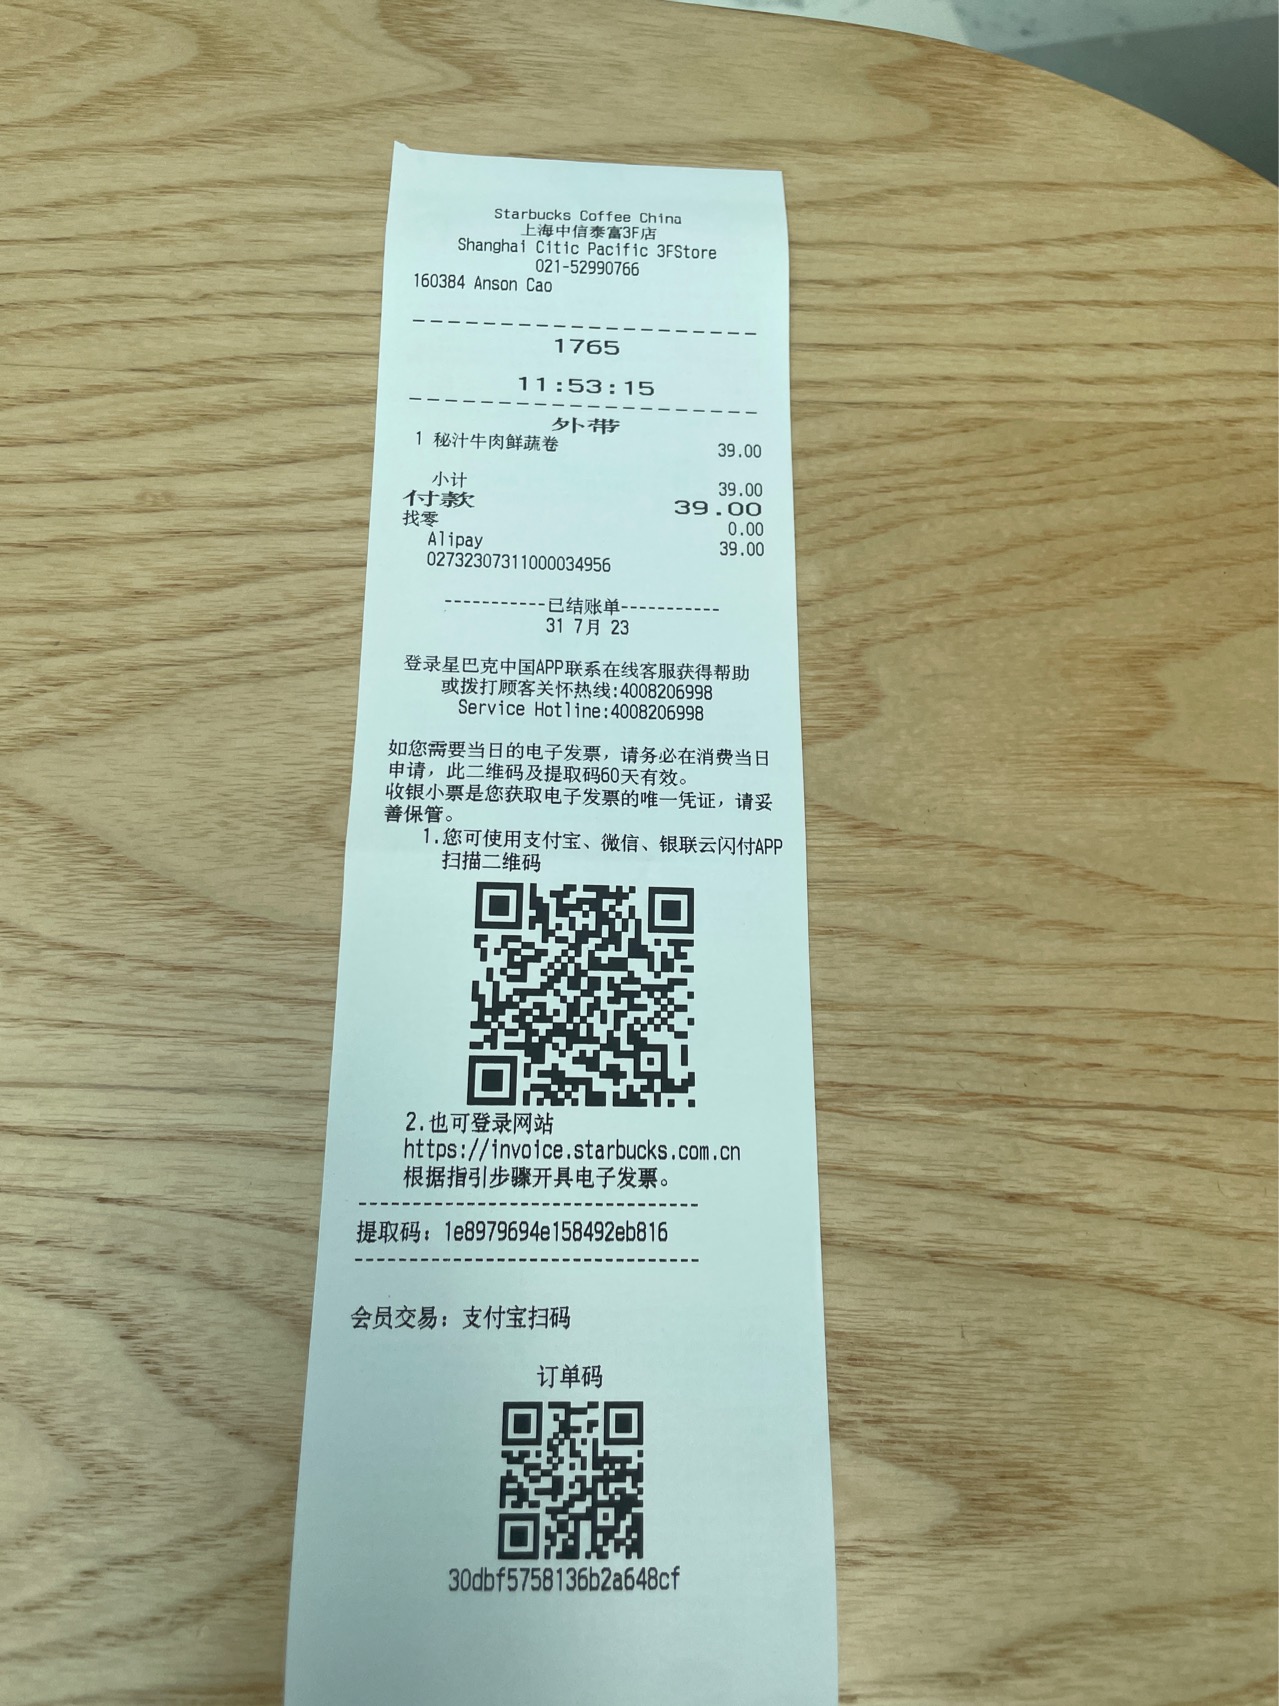 Starbucks Coffee China
上海中信泰富3F店
Shanghai Citic Pacific 3FStore
021-52990766
160384 Anson Cao
--------------------
1765
11:53:15
--------------------
外带
1 秘汁牛肉鲜蔬卷 39.00
小计 39.00
付款 39.00
找零 0.00
Alipay 39.00
02732307311000034956
-----------已结账单-----------
31 7月 23
登录星巴克中国APP联系在线客服获得帮助
或拨打顾客关怀热线:4008206998
Service Hotline:4008206998
如您需要当日的电子发票，请务必在消费当日
申请，此二维码及提取码60天有效。
收银小票是您获取电子发票的唯一凭证，请妥
善保管。
1.您可使用支付宝、微信、银联云闪付APP
扫描二维码
2.也可登录网站
https://invoice.starbucks.com.cn
根据指引步骤开具电子发票。
------------------------------
提取码：1e8979694e158492eb816
------------------------------
会员交易：支付宝扫码
订单码
30dbf5758136b2a648cf